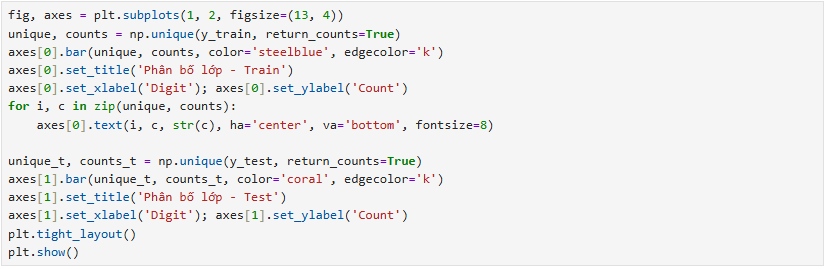 fig, axes = plt.subplots(1, 2, figsize=(13, 4))
unique, counts = np.unique(y_train, return_counts=True)
axes[0].bar(unique, counts, color='steelblue', edgecolor='k')
axes[0].set_title('Phân bố lớp - Train')
axes[0].set_xlabel('Digit'); axes[0].set_ylabel('Count')
for i, c in zip(unique, counts):
    axes[0].text(i, c, str(c), ha='center', va='bottom', fontsize=8)

unique_t, counts_t = np.unique(y_test, return_counts=True)
axes[1].bar(unique_t, counts_t, color='coral', edgecolor='k')
axes[1].set_title('Phân bố lớp - Test')
axes[1].set_xlabel('Digit'); axes[1].set_ylabel('Count')
plt.tight_layout()
plt.show()